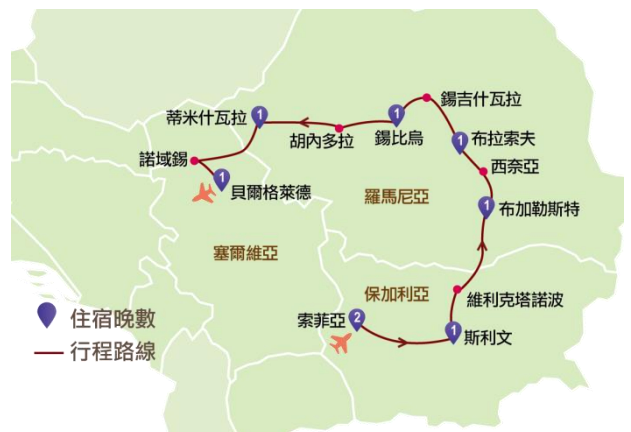 錫吉什瓦拉
蒂米什瓦拉
1
1
胡內多拉
錫比烏
1
布拉索夫
諾域錫
西奈亞
1
貝爾格萊德
羅馬尼亞
1
布加勒斯特
塞爾維亞
保加利亞
維利克塔諾波
索菲亞
2
1
斯利文
住宿晚數
行程路線